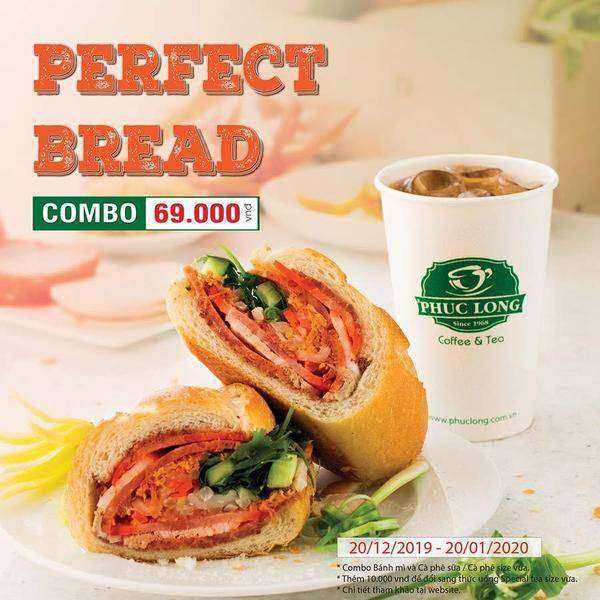 PERFECT
BREAD
COMBO 69.000 vnd
PHUC LONG
Since 1968
Coffee & Tea
www.phuclong.com.vn
20/12/2019 - 20/01/2020
* Combo Bánh mì và Cà phê sữa / Cà phê size vừa.
* Thêm 10.000 vnd để đổi sang thức uống Special tea size vừa.
* Chi tiết tham khảo tại website.